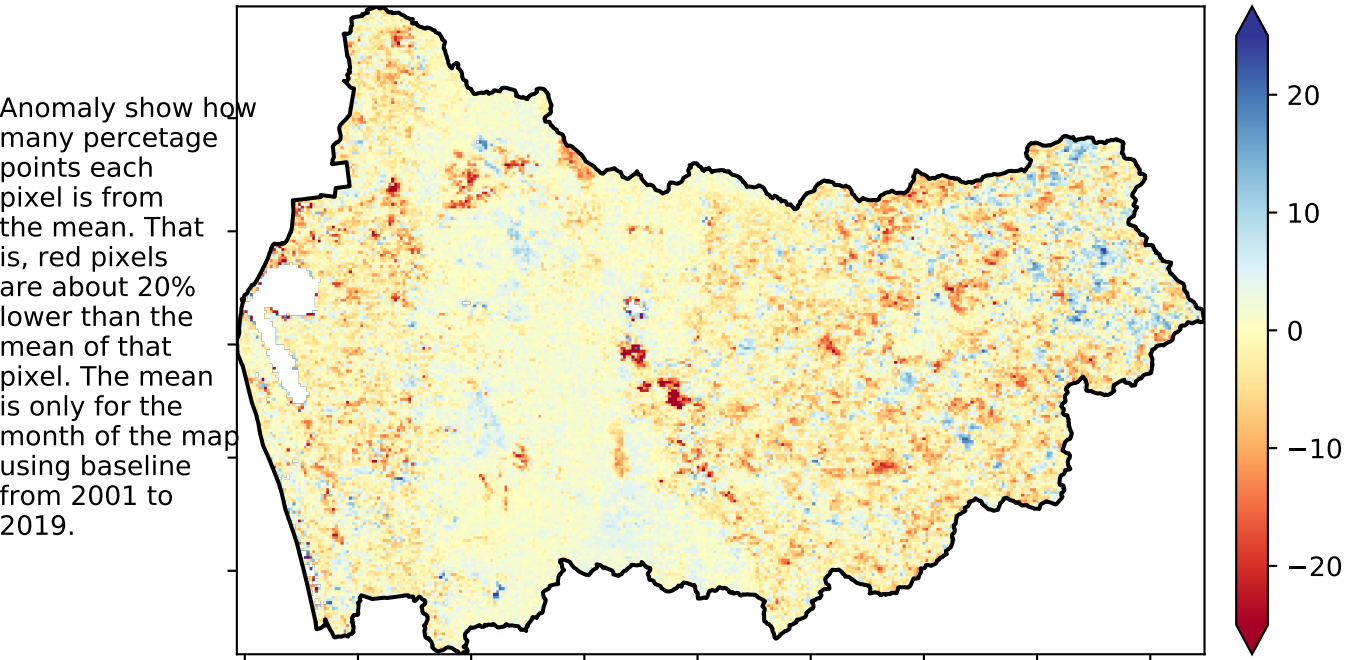 Anomaly show how
many percetage
points each
pixel is from
the mean. That
is, red pixels
are about 20%
lower than the
mean of that
pixel. The mean
is only for the
month of the map
using baseline
from 2001 to
2019.
20
10
0
−10
−20